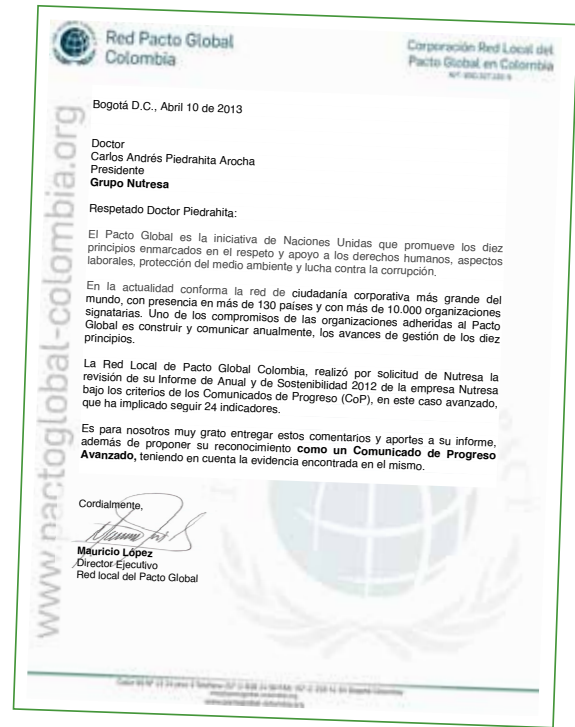 Red Pacto Global
Colombia
Corporación Red Local del
Pacto Global en Colombia
www.pactoglobal-colombia.org
Bogotá D.C., Abril 10 de 2013
Doctor
Carlos Andrés Piedrahita Arocha
Presidente
Grupo Nutresa
Respetado Doctor Piedrahita:
El Pacto Global es la iniciativa de Naciones Unidas que promueve los diez
principios enmarcados en el respeto y apoyo a los derechos humanos, aspectos
laborales, protección del medio ambiente y lucha contra la corrupción.
En la actualidad conforma la red de ciudadanía corporativa más grande del
mundo, con presencia en más de 130 países y con más de 10.000 organizaciones
signatarias. Uno de los compromisos de las organizaciones adheridas al Pacto
Global es construir y comunicar anualmente, los avances de gestión de los diez
principios.
La Red Local de Pacto Global Colombia, realizó por solicitud de Nutresa la
revisión de su Informe de Anual y de Sostenibilidad 2012 de la empresa Nutresa
bajo los criterios de los Comunicados de Progreso (CoP), en este caso avanzado,
que ha implicado seguir 24 indicadores.
Es para nosotros muy grato entregar estos comentarios y aportes a su informe,
además de proponer su reconocimiento como un Comunicado de Progreso
Avanzado, teniendo en cuenta la evidencia encontrada en el mismo.
Cordialmente,
Mauricio López
Director Ejecutivo
Red local del Pacto Global